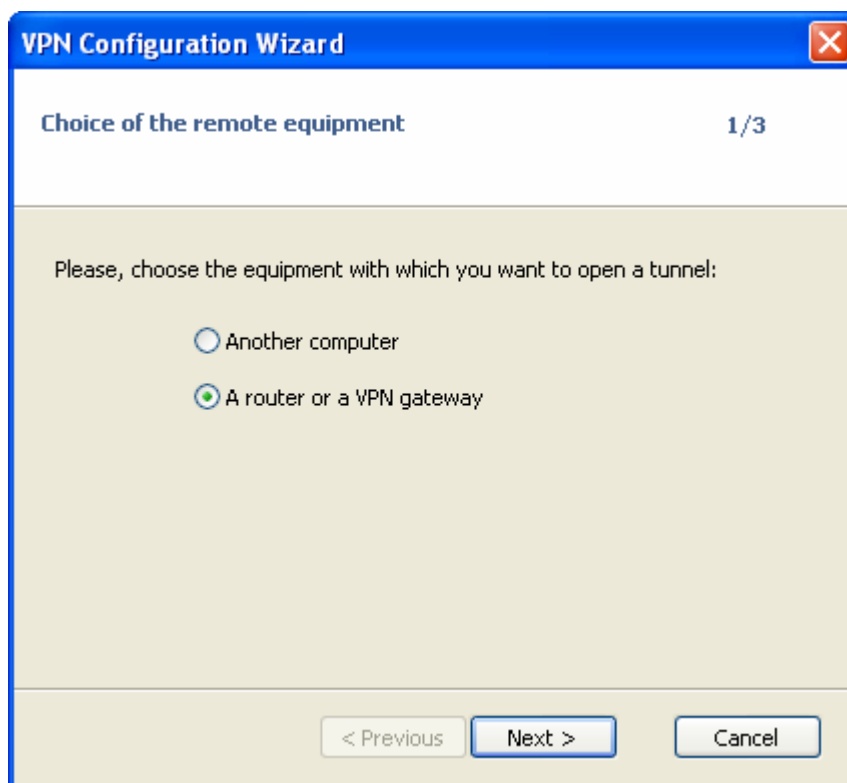 VPN Configuration Wizard
Choice of the remote equipment 1/3
Please, choose the equipment with which you want to open a tunnel:
Another computer
A router or a VPN gateway
< Previous Next > Cancel